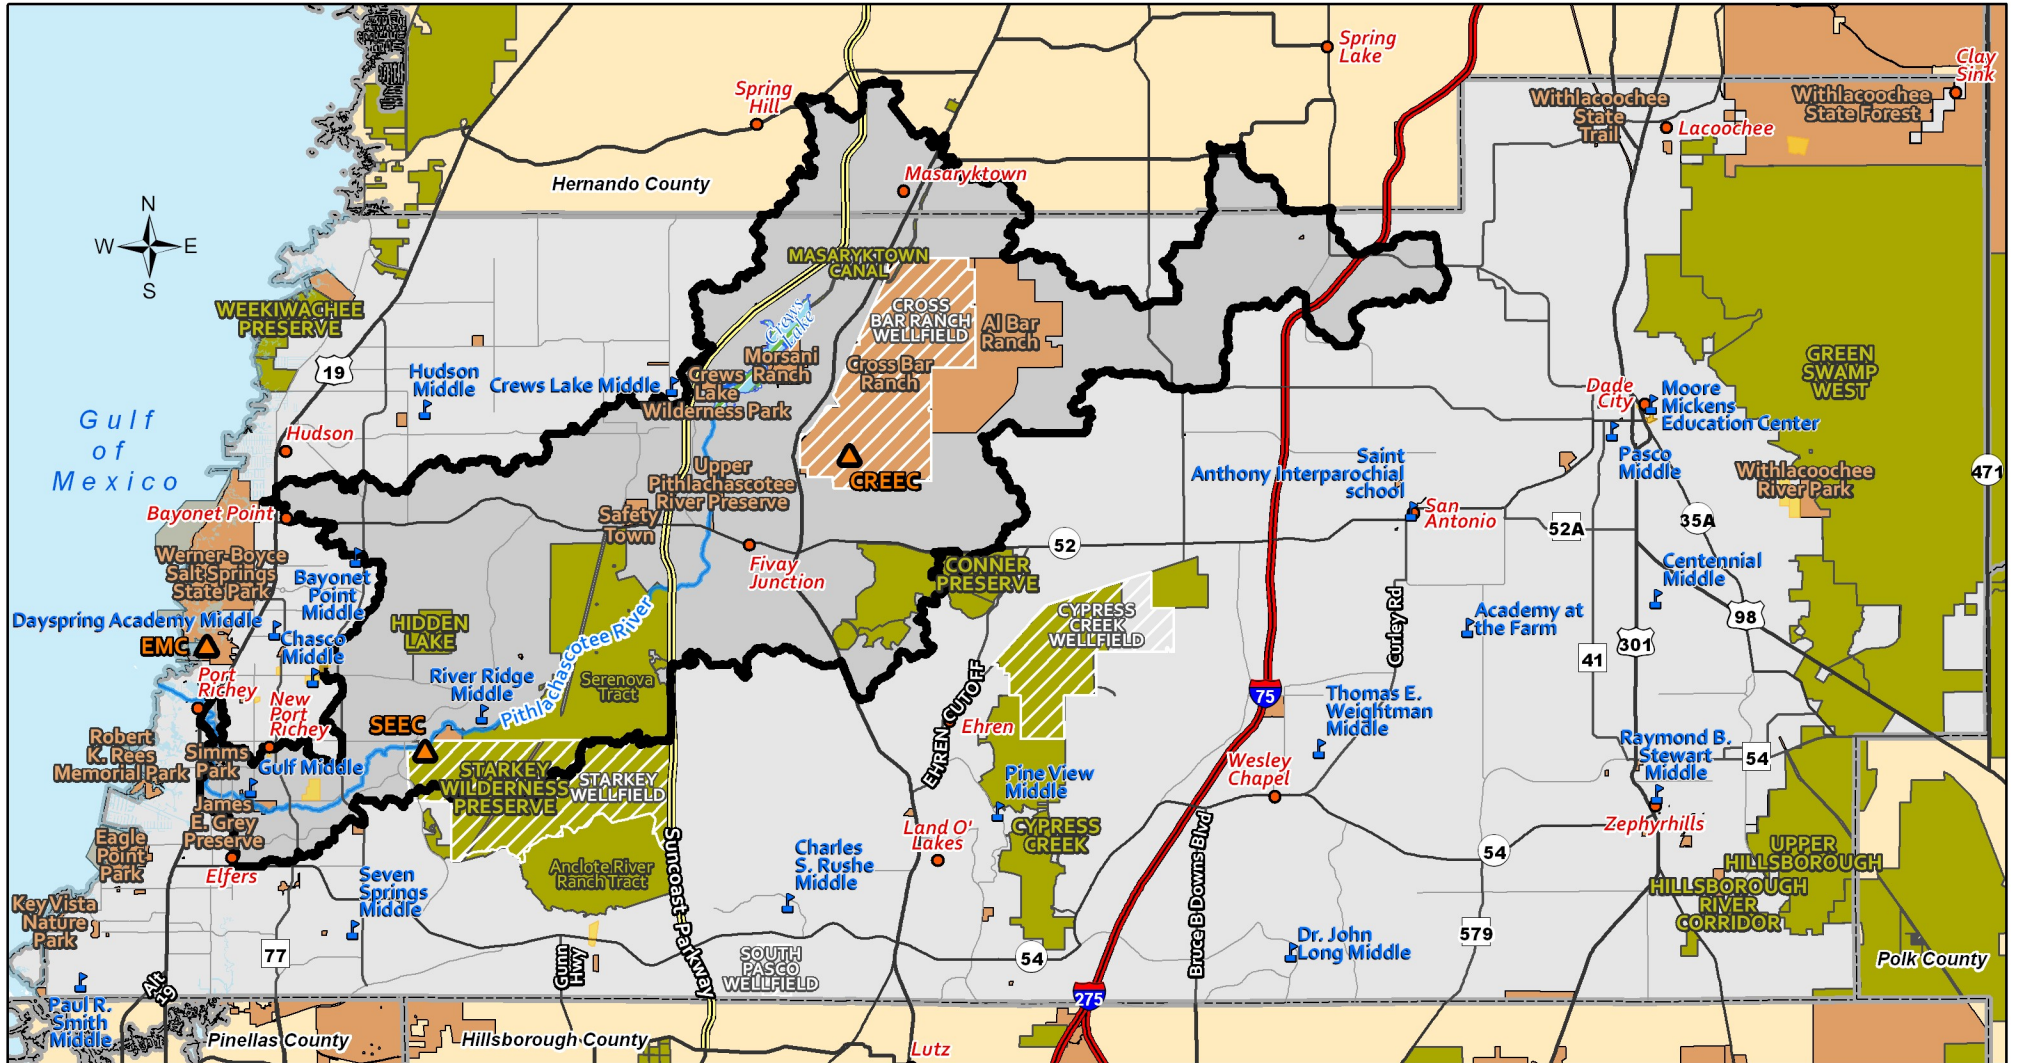 Spring
Lake
Clay
Sink
Spring
Hill
Withlacoochee
State
Trail
Withlacoochee
State Forest
Lacoochee
Hernando County
Masaryktown
N
W
E
S
MASARYKTOWN
CANAL
WEEKIWACHEE
PRESERVE
CROSS
BAR RANCH
WELLFIELD
Crews
Lake
Al Bar
Ranch
Morsani
Ranch
Cross Bar
Ranch
GREEN
SWAMP
WEST
19
Hudson
Middle
Crews Lake Middle
Crews
Lake
Wilderness Park
Dade
City
Moore
Mickens
Education Center
Gulf
of
Mexico
Hudson
Upper
Pithlachascotee
River Preserve
CREEC
Saint
Anthony Interparochial
school
Pasco
Middle
Withlacoochee
River Park
471
Bayonet Point
Safety
Town
San
Antonio
52A
35A
52
Werner-Boyce
Salt Springs
State Park
Bayonet
Point
Middle
Fivay
Junction
CONNER
PRESERVE
Centennial
Middle
Dayspring Academy Middle
HIDDEN
LAKE
CYPRESS
CREEK
WELLFIELD
Curley Rd
Academy at
the Farm
98
EMC
Chasco
Middle
Pithlachascotee River
301
41
Port
Richey
New
Port
Richey
River Ridge
Middle
Serenova
Tract
EHREN CUTOFF
75
Thomas E.
Weightman
Middle
SEEC
Ehren
Robert
K. Rees
Memorial Park
Simms
Park
Gulf Middle
STARKEY
WILDERNESS
PRESERVE
STARKEY
WELLFIELD
Pine View
Middle
Wesley
Chapel
Raymond B.
Stewart
Middle
54
James
E. Grey
Preserve
Eagle
Point
Park
Land O'
Lakes
CYPRESS
CREEK
Zephyrhills
54
UPPER
HILLSBOROUGH
Elfers
Anclote River
Ranch Tract
Suncoast Parkway
Charles
S. Rushe
Middle
Bruce B Downs Blvd
HILLSBOROUGH
RIVER
CORRIDOR
Seven
Springs
Middle
Key Vista
Nature
Park
77
Gunn
Hwy
SOUTH
PASCO
WELLFIELD
54
Dr. John
Long Middle
579
Polk County
Alt
19
275
Paul R.
Smith
Middle
Pinellas County
Hillsborough County
Lutz